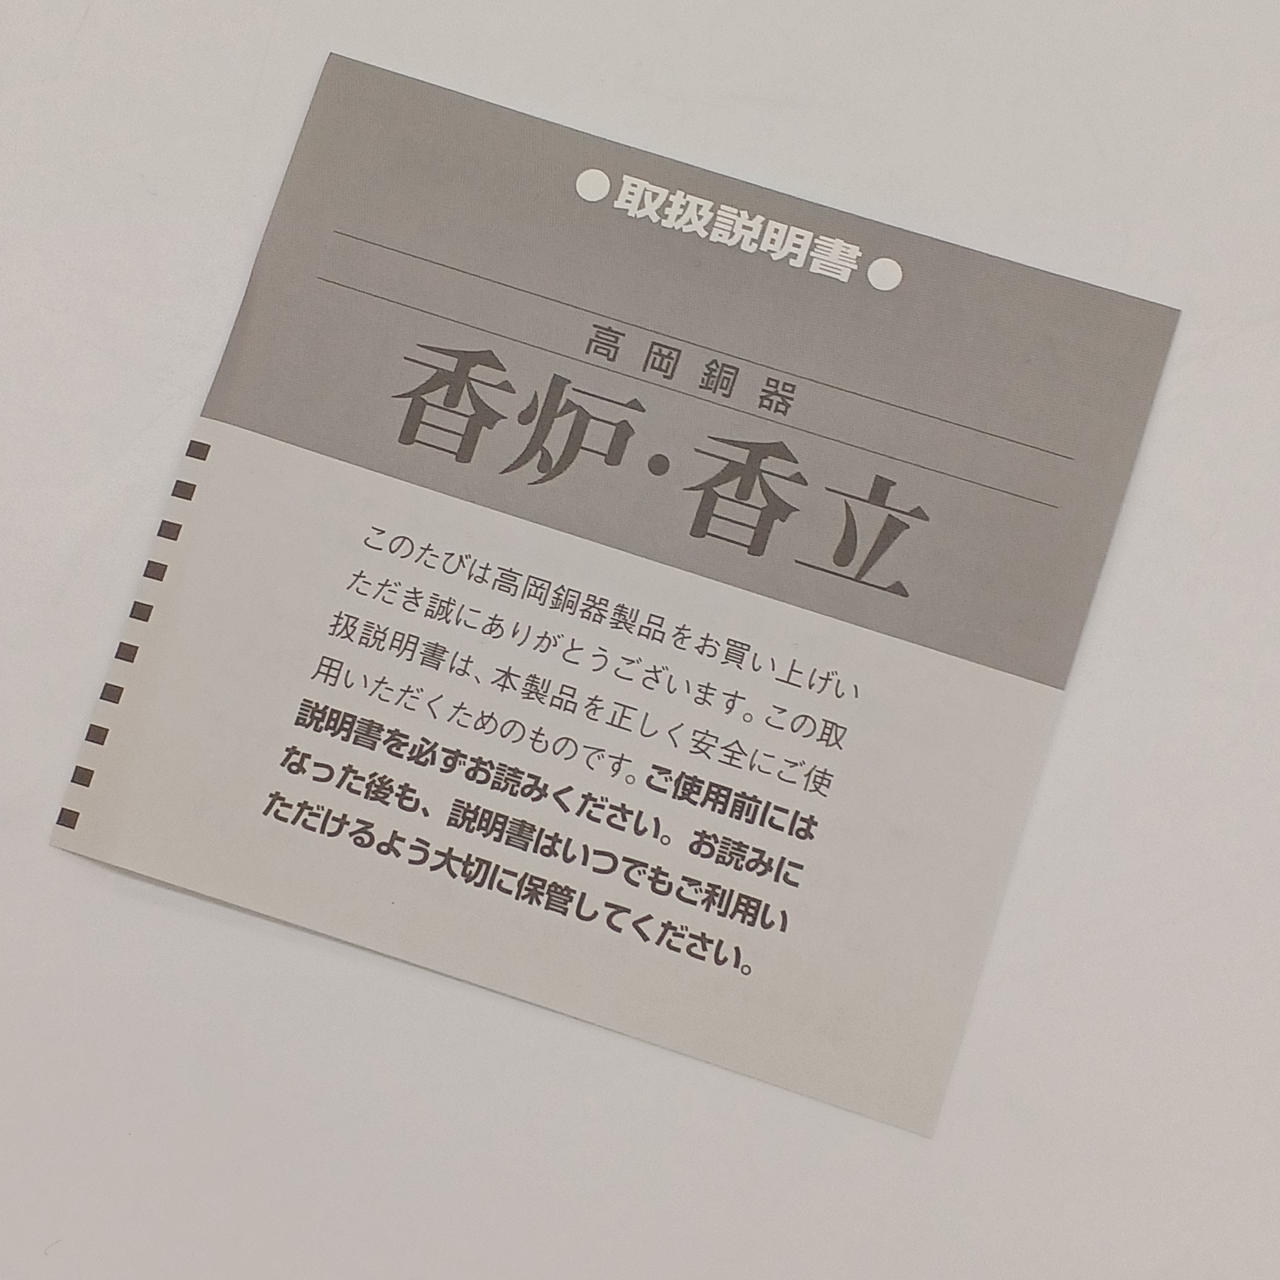 ●取扱説明書●
高岡銅器
香炉・香立
このたびは高岡銅器製品をお買い上げい
ただき誠にありがとうございます。この取
扱説明書は、本製品を正しく安全にご使
用いただくためのものです。ご使用前には
説明書を必ずお読みください。お読みに
なった後も、説明書はいつでもご利用い
ただけるよう大切に保管してください。